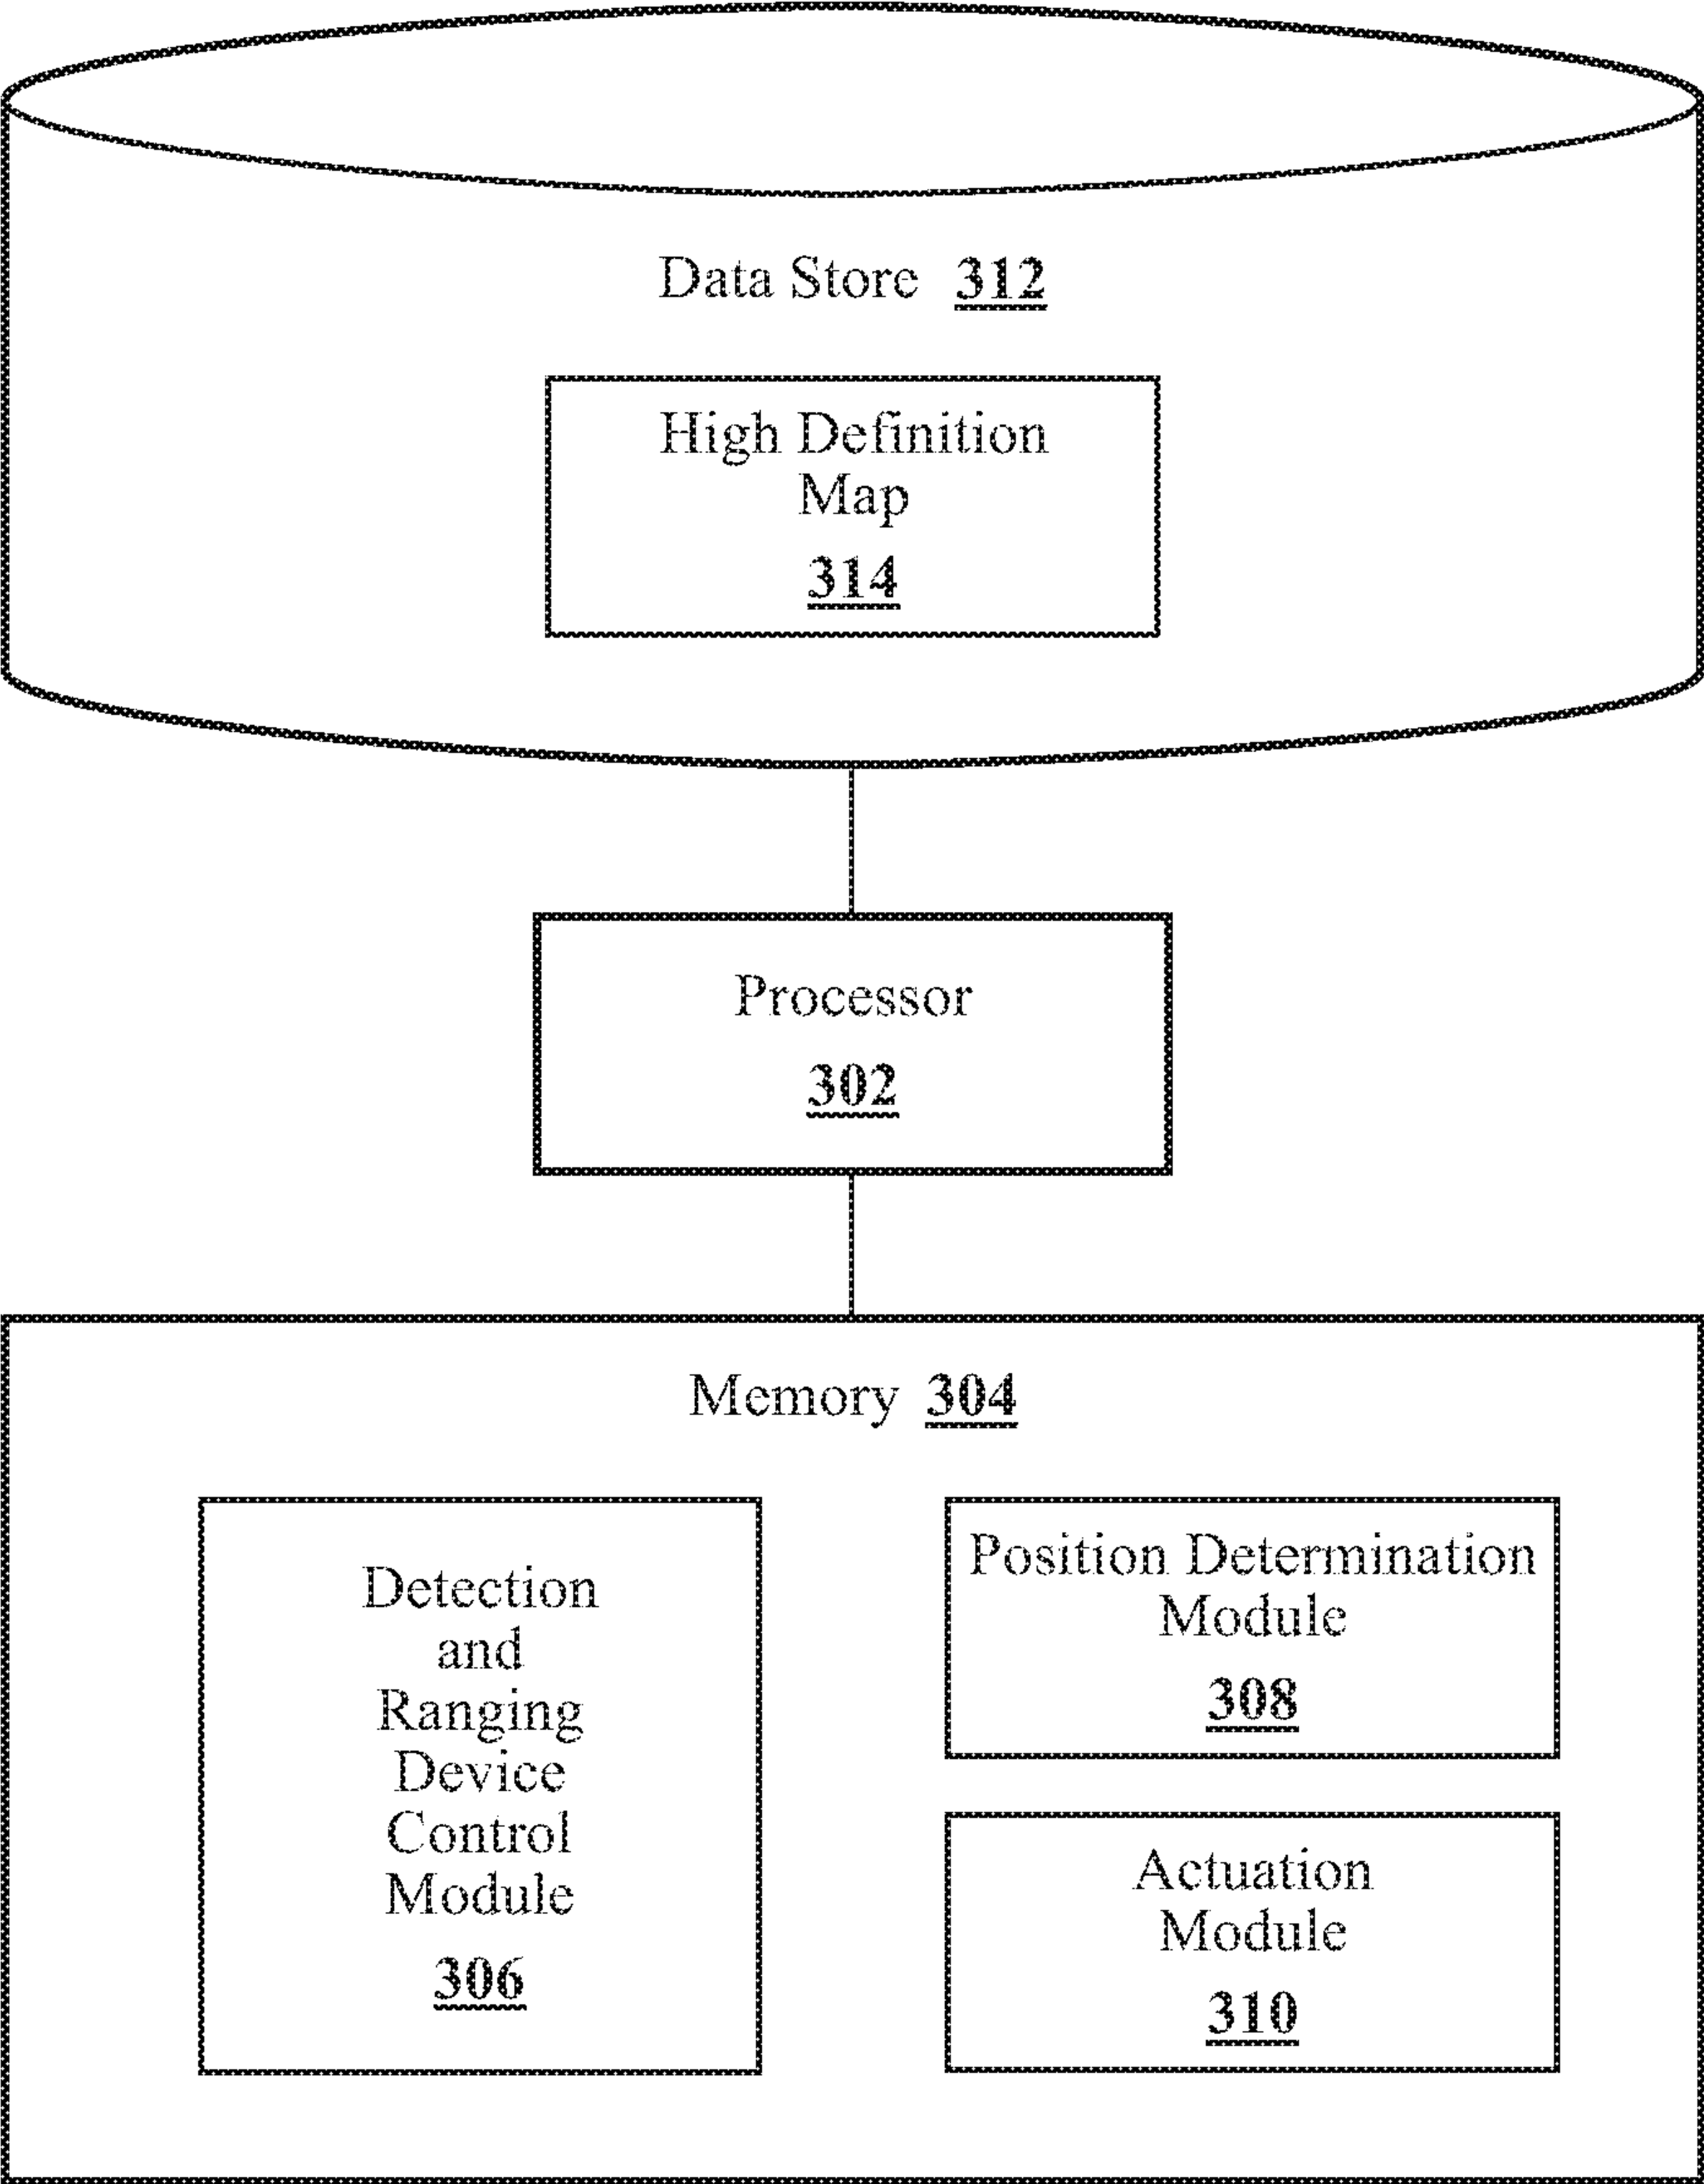 Data Store 312
High Definition
Map
314
Processor
302
Memory 304
Detection
and
Ranging
Device
Control
Module
306
Position Determination
Module
308
Actuation
Module
310